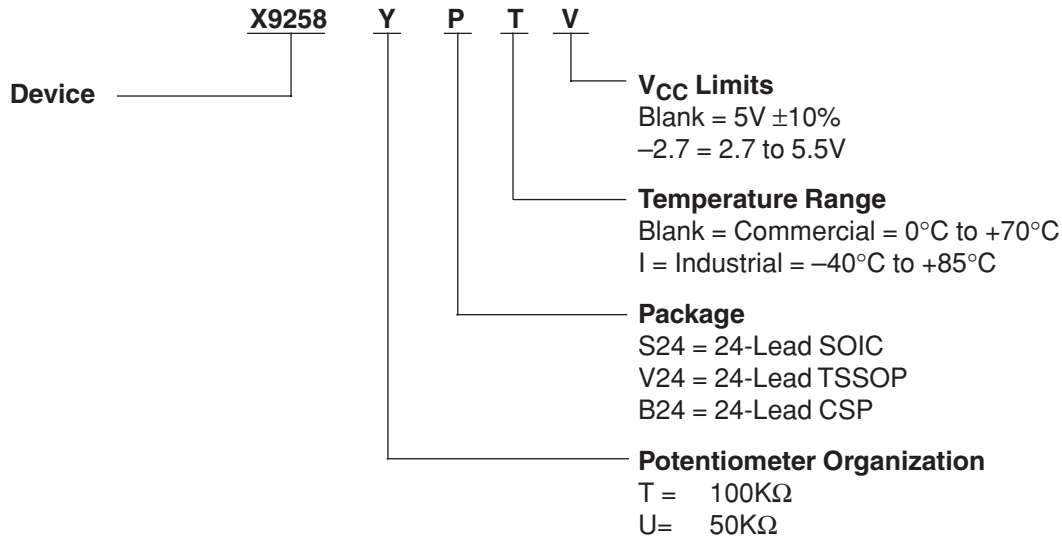 X9258 Y P T V
Device
VCC Limits
Blank = 5V ±10%
–2.7 = 2.7 to 5.5V
Temperature Range
Blank = Commercial = 0°C to +70°C
I = Industrial = –40°C to +85°C
Package
S24 = 24-Lead SOIC
V24 = 24-Lead TSSOP
B24 = 24-Lead CSP
Potentiometer Organization
T = 100KΩ
U= 50KΩ